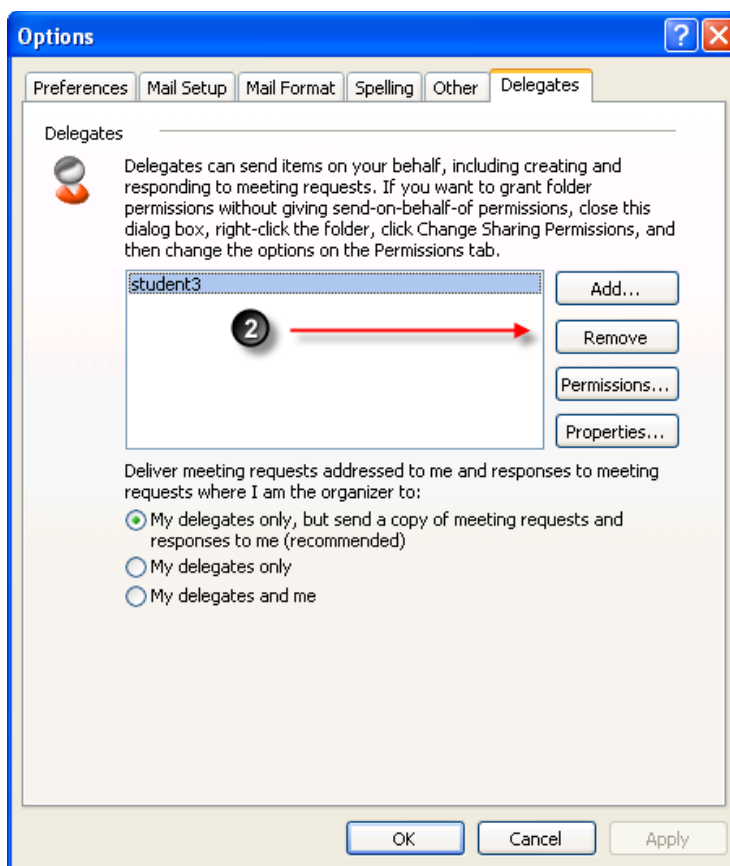 Options
?
Preferences Mail Setup Mail Format Spelling Other Delegates
Delegates
Delegates can send items on your behalf, including creating and
responding to meeting requests. If you want to grant folder
permissions without giving send-on-behalf-of permissions, close this
dialog box, right-click the folder, click Change Sharing Permissions, and
then change the options on the Permissions tab.
student3
Add...
2
Remove
Permissions...
Properties...
Deliver meeting requests addressed to me and responses to meeting
requests where I am the organizer to:
My delegates only, but send a copy of meeting requests and
responses to me (recommended)
My delegates only
My delegates and me
OK Cancel Apply